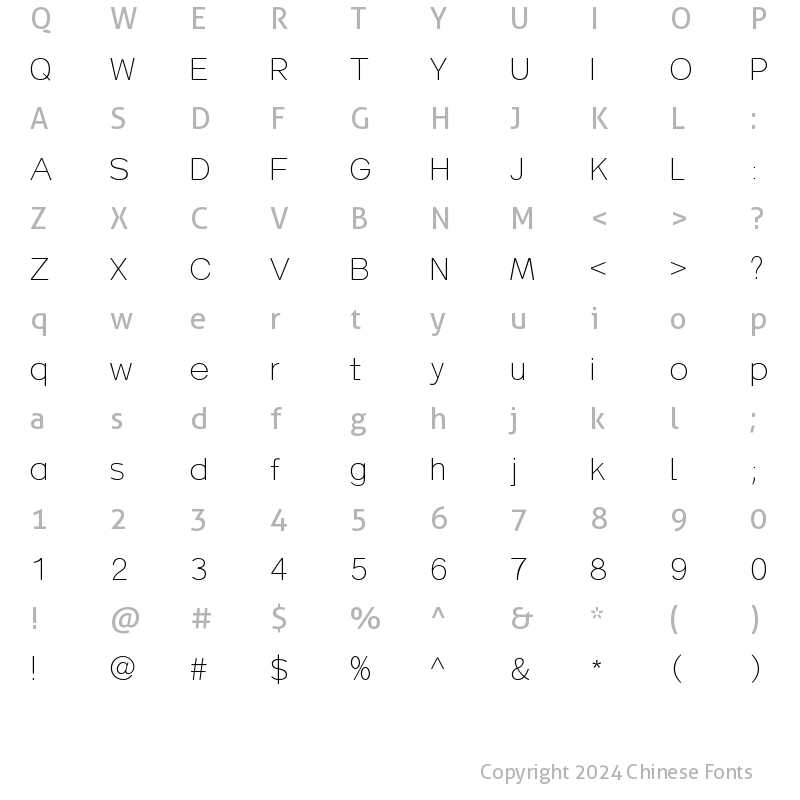 Q W E R T Y U I O P
Q W E R T Y U I O P
A S D F G H J K L :
A S D F G H J K L :
Z X C V B N M < > ?
Z X C V B N M < > ?
q w e r t y u i o p
q w e r t y u i o p
a s d f g h j k l ;
a s d f g h j k l ;
1 2 3 4 5 6 7 8 9 0
1 2 3 4 5 6 7 8 9 0
! @ # $ % ^ & * ( )
! @ # $ % ^ & * ( )
Copyright 2024 Chinese Fonts